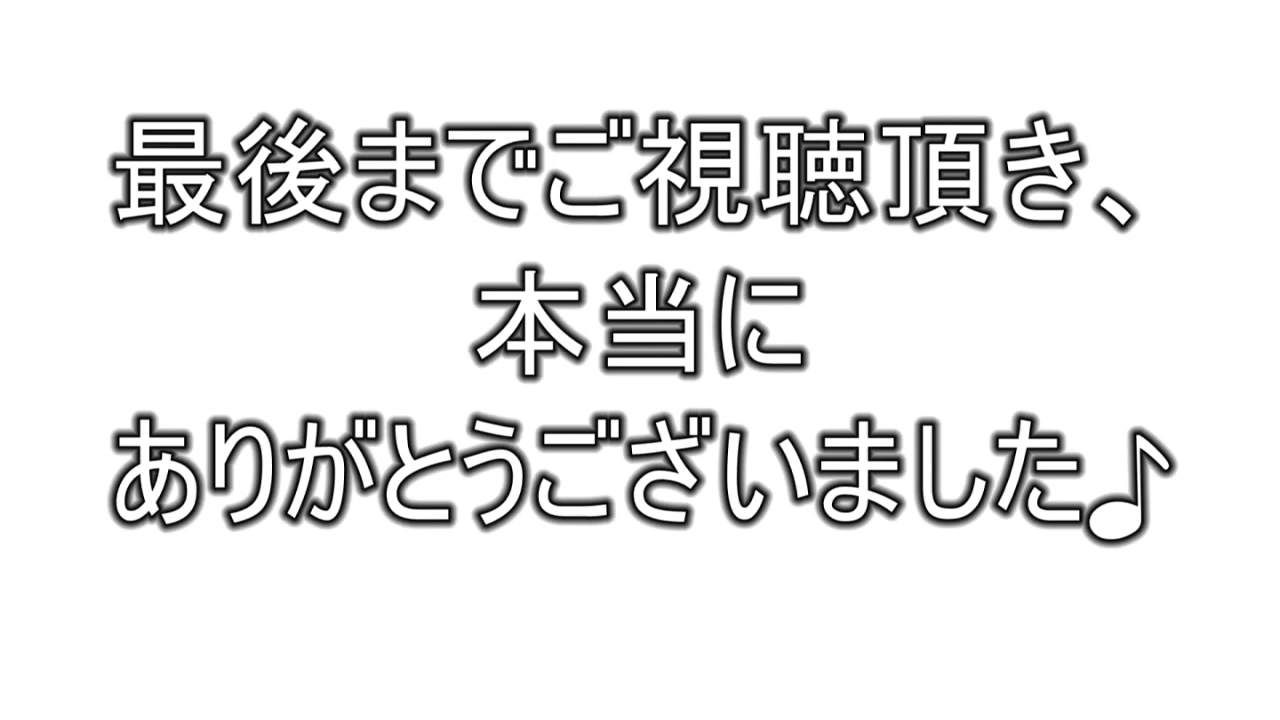 最後までご視聴頂き、
本当に
ありがとうございました♪